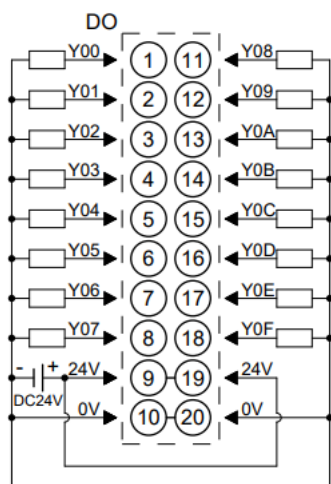 DO
Y00 1 11 Y08
Y01 2 12 Y09
Y02 3 13 Y0A
Y03 4 14 Y0B
Y04 5 15 Y0C
Y05 6 16 Y0D
Y06 7 17 Y0E
Y07 8 18 Y0F
- + 24V 9 19 24V
DC24V
0V 10 20 0V